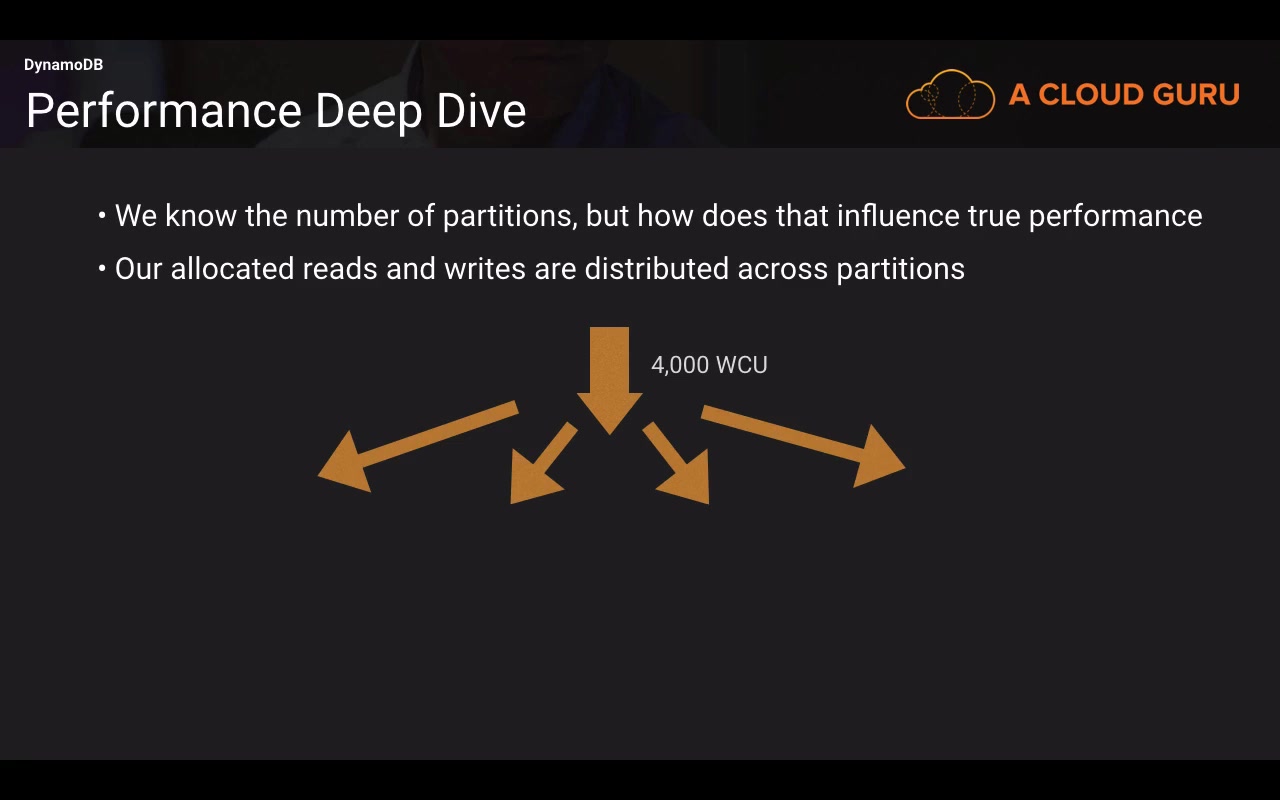 DynamoDB
Performance Deep Dive
A CLOUD GURU
• We know the number of partitions, but how does that influence true performance
• Our allocated reads and writes are distributed across partitions
4,000 WCU